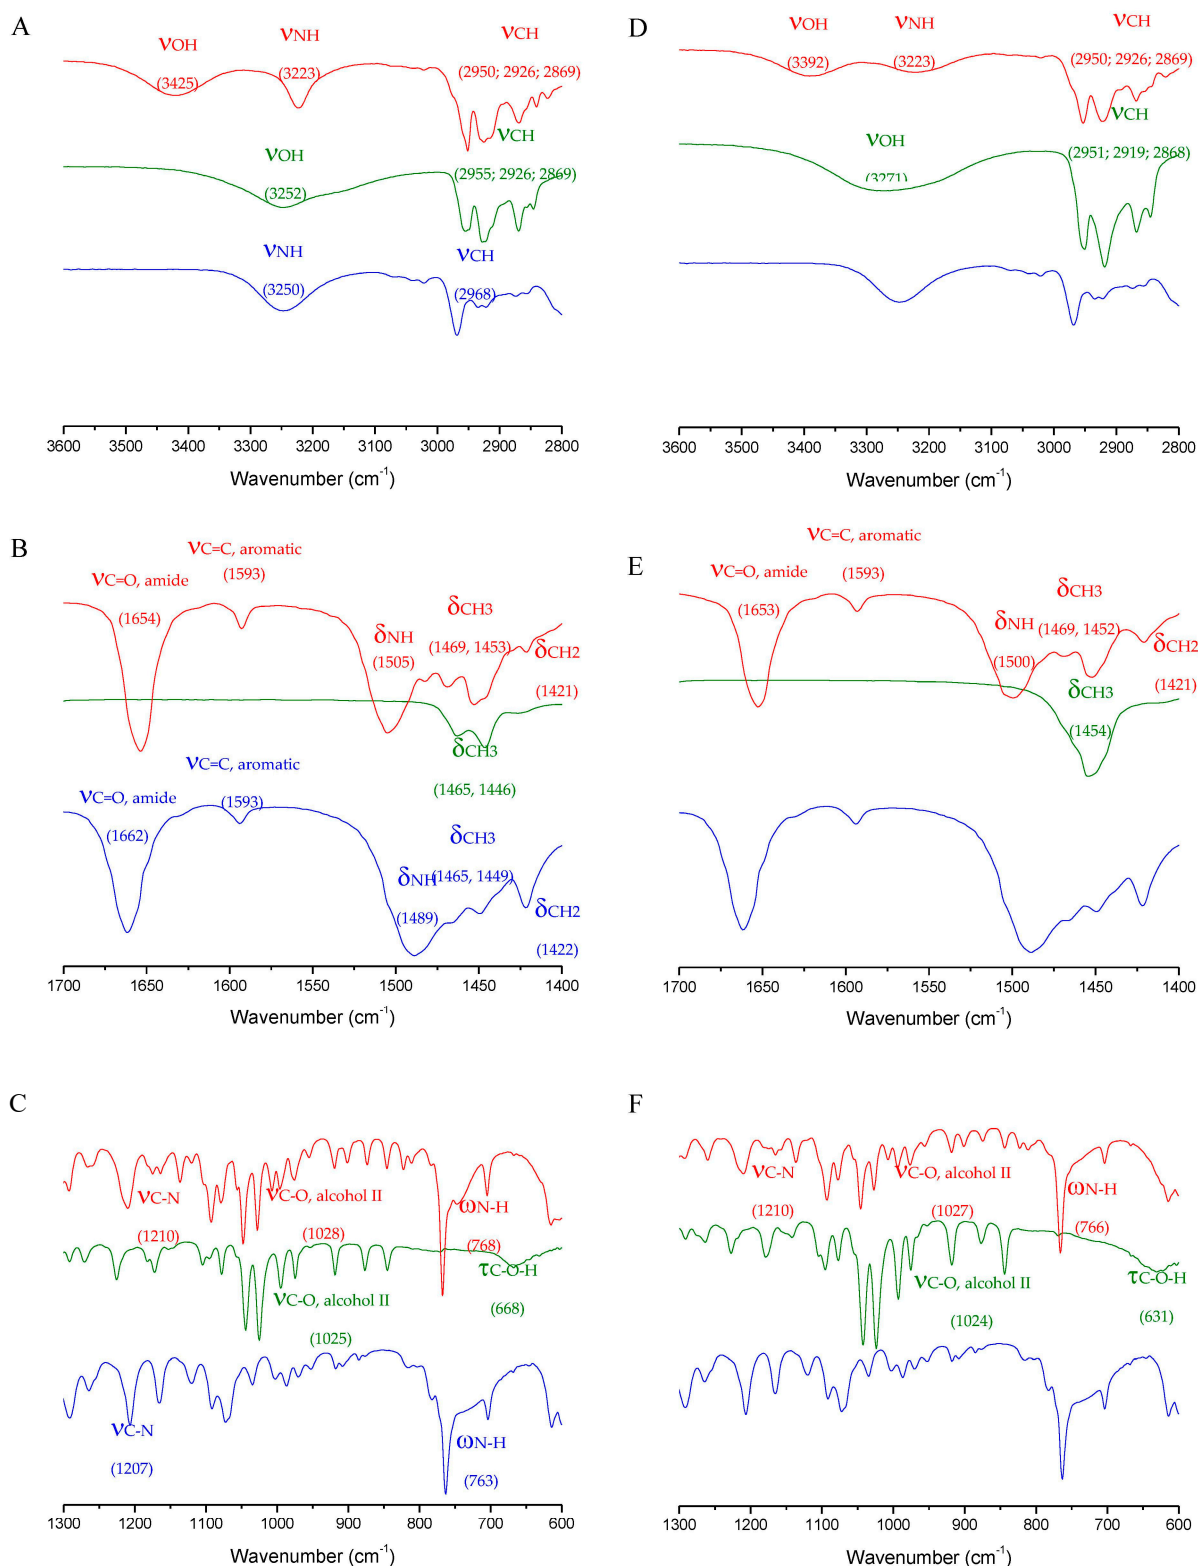 A
νOH
νNH
νCH
(3425)
(3223)
(2950; 2926; 2869)
νCH
νOH
(2955; 2926; 2869)
(3252)
νNH
νCH
(3250)
(2968)
3600 3500 3400 3300 3200 3100 3000 2900 2800
Wavenumber (cm-1)
D
νOH
νNH
νCH
(3392)
(3223)
(2950; 2926; 2869)
νCH
νOH
(2951; 2919; 2868)
(3271)
3600 3500 3400 3300 3200 3100 3000 2900 2800
Wavenumber (cm-1)
B
νC=C, aromatic
(1593)
νC=O, amide
(1654)
δCH3
δNH
(1469, 1453)
(1505)
δCH2
(1421)
δCH3
(1465, 1446)
νC=C, aromatic
(1593)
νC=O, amide
(1662)
δCH3
δNH
(1465, 1449)
(1489)
δCH2
(1422)
1700 1650 1600 1550 1500 1450 1400
Wavenumber (cm-1)
E
νC=C, aromatic
(1593)
νC=O, amide
(1653)
δCH3
δNH
(1469, 1452)
(1500)
δCH2
(1421)
δCH3
(1454)
1700 1650 1600 1550 1500 1450 1400
Wavenumber (cm-1)
C
νC-N
νC-O, alcohol II
ωN-H
(1210)
(1028)
(768)
τC-O-H
νC-O, alcohol II
(668)
(1025)
νC-N
ωN-H
(1207)
(763)
1300 1200 1100 1000 900 800 700 600
Wavenumber (cm-1)
F
νC-N
νC-O, alcohol II
ωN-H
(1210)
(1027)
(766)
τC-O-H
νC-O, alcohol II
(1024)
(631)
1300 1200 1100 1000 900 800 700 600
Wavenumber (cm-1)